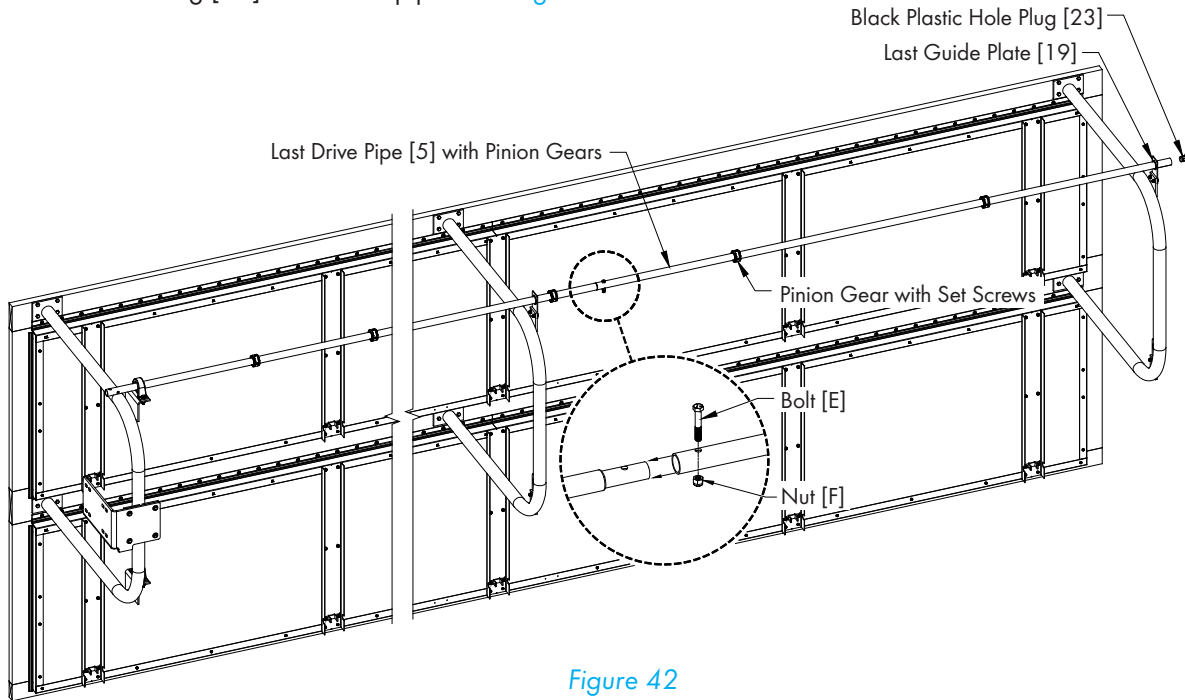 Black Plastic Hole Plug [23]
Last Guide Plate [19]
Last Drive Pipe [5] with Pinion Gears
Pinion Gear with Set Screws
Bolt [E]
Nut [F]
Figure 42